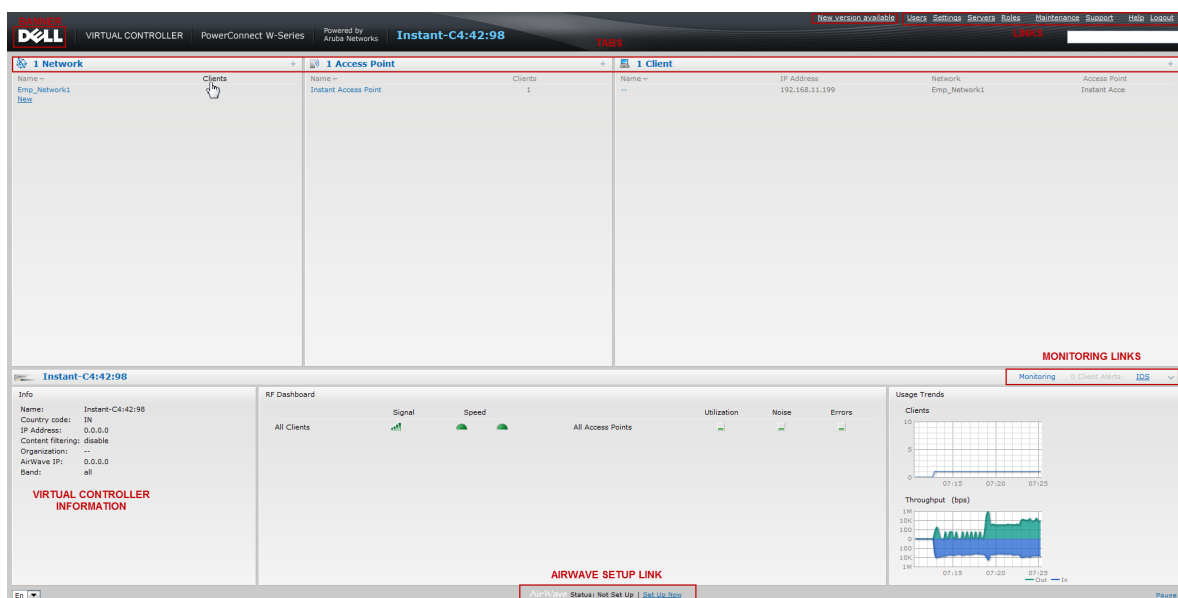 BANNER
New version available Users Settings Servers Roles Maintenance Support Help Logout
DELL VIRTUAL CONTROLLER PowerConnect W-Series Powered by Aruba Networks Instant-C4:42:98
LINKS
TABS
1 Network + 1 Access Point + 1 Client +
Name Clients Name Clients Name IP Address Network Access Point
Emp_Network1 Instant Access Point 1 -- 192.168.11.199 Emp_Network1 Instant Acce
New
MONITORING LINKS
Instant-C4:42:98 Monitoring 0 Client Alerts IDS
Info
Name: Instant-C4:42:98
Country code: IN
IP Address: 0.0.0.0
Content filtering: disable
Organization: --
AirWave IP: 0.0.0.0
Band: all
VIRTUAL CONTROLLER
INFORMATION
RF Dashboard
Signal Speed Utilization Noise Errors
All Clients All Access Points
Usage Trends
Clients
10
5
0
07:15 07:20 07:25
Throughput (bps)
1M
10K
100
0
100
10K
1M
07:15 07:20 07:25
Out In
AIRWAVE SETUP LINK
En AirWave Status: Not Set Up | Set Up Now Pause